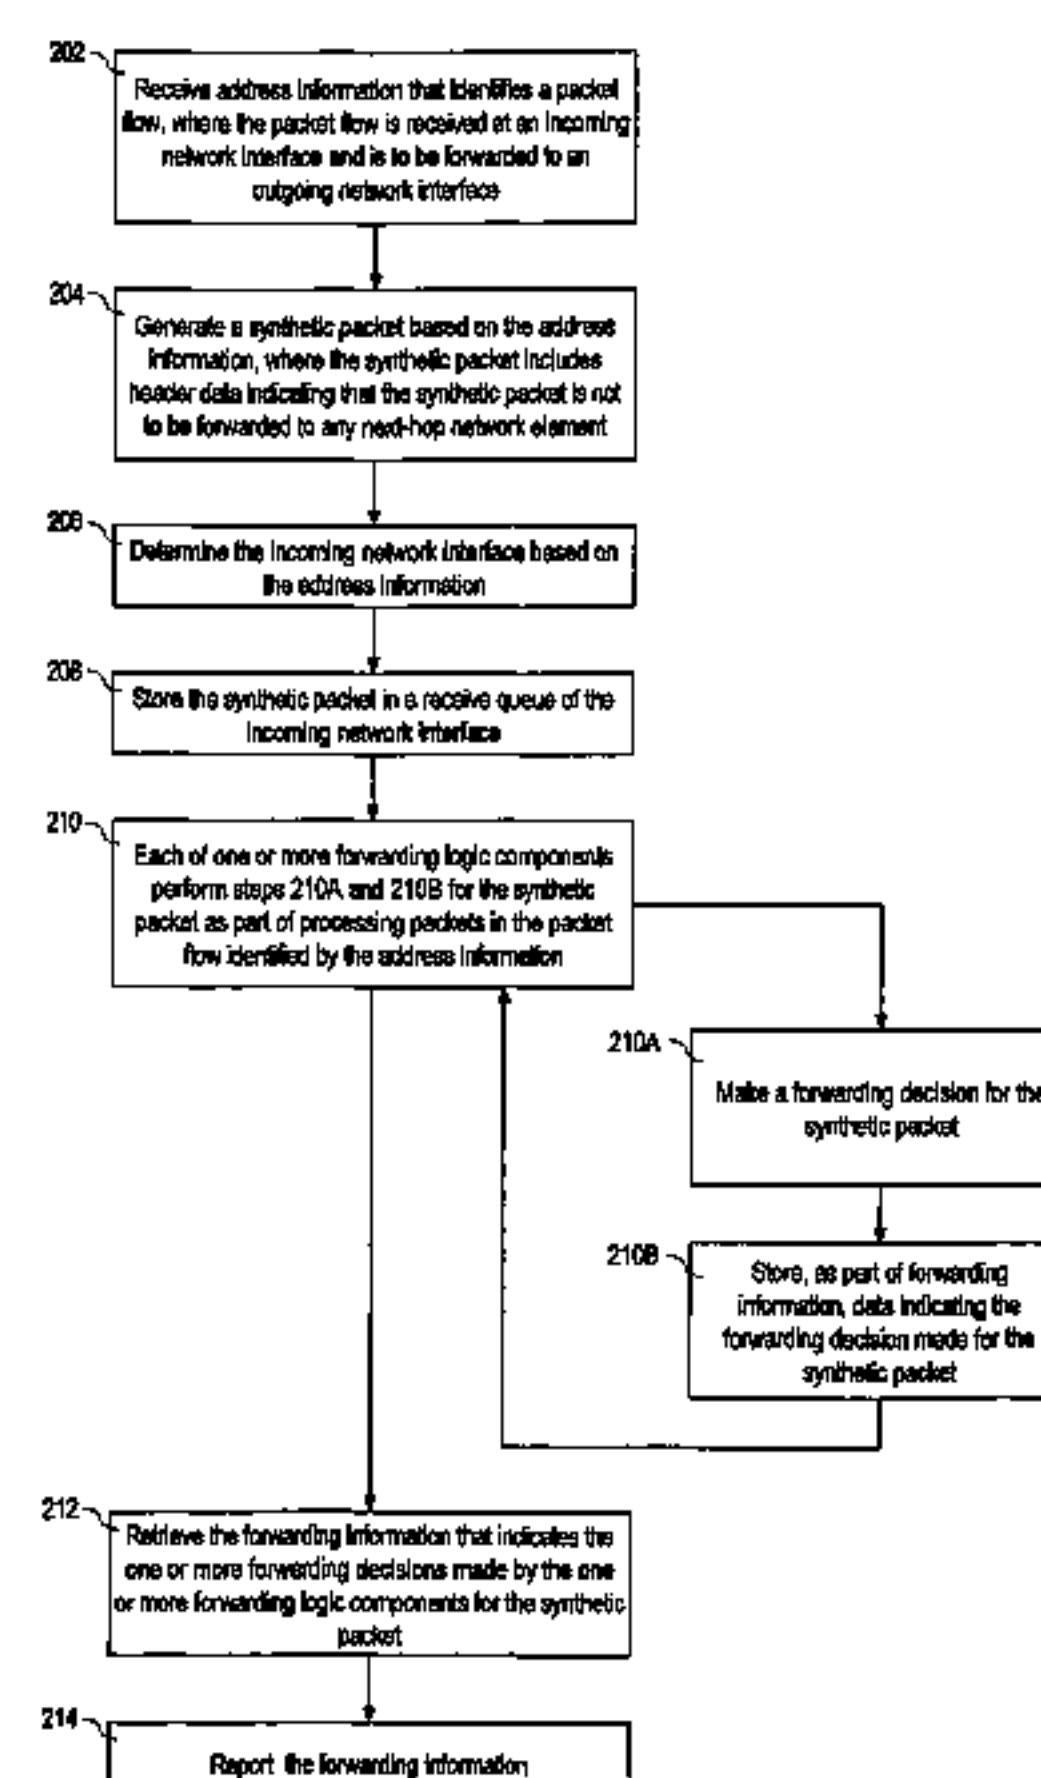 202
Receive address information that identifies a packet
flow, where the packet flow is received at an incoming
network interface and is to be forwarded to an
outgoing network interface
204
Generate a synthetic packet based on the address
information, where the synthetic packet includes
header data indicating that the synthetic packet is not
to be forwarded to any next-hop network element
Determine the incoming network interface based on
the address information
Store the synthetic packet in a receive queue of the
incoming network interface
210
Each of one or more forwarding logic components
perform steps 210A and 210B for the synthetic
packet as part of processing packets in the packet
flow identified by the address information
210A
Make a forwarding decision for the
synthetic packet
210B
Store, as part of forwarding
information, data indicating the
forwarding decision made for the
synthetic packet
212
Retrieve the forwarding information that indicates the
one or more forwarding decisions made by the one
or more forwarding logic components for the synthetic
packet
214
Report the forwarding information